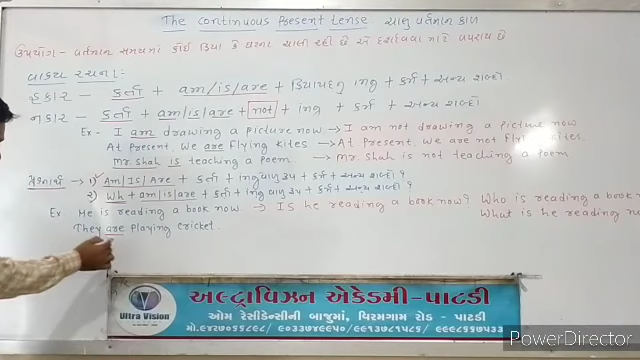 The Continuous Present Tense ચાલુ વર્તમાન કાળ
ઉપયોગ - વર્તમાન સમયમાં કોઈ ક્રિયા કે ઘટના ચાલી રહી છે એ દર્શાવવા માટે વપરાય છે
વાક્ય રચના:
હકાર - કર્તા + am/is/are + ક્રિયાપદનુ ing + કર્મ + અન્ય શબ્દો
નકાર - કર્તા + am/is/are + not + ing + કર્મ + અન્ય શબ્દો
Ex - I am drawing a picture now. → I am not drawing a picture now
At Present. We are Flying kites → At Present. We are not Flying kites.
Mr. Shah is teaching a Poem. → Mr. Shah is not teaching a Poem
પ્રશ્નાર્થ → 1) Am/Is/Are + કર્તા + ingવાળુ રૂપ + કર્મ + અન્ય શબ્દો ?
2) Wh + am/is/are + કર્તા + ingવાળુ રૂપ + કર્મ + અન્ય શબ્દો ?
Ex He is reading a book now. → Is he reading a book now? Who is reading a book
They are Playing Cricket. What is he reading
Ultra Vision
અલ્ટ્રાવિઝન એકેડમી - પાટડી
ઓમ રેસીડેન્સીની બાજુમાં, વિરમગામ રોડ - પાટડી
PowerDirector